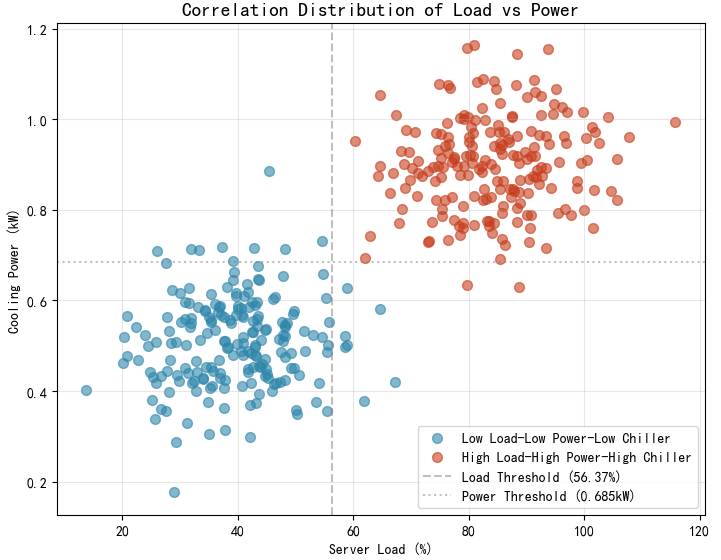 Correlation Distribution of Load vs Power
Cooling Power (kW)
1.2
1.0
0.8
0.6
0.4
0.2
20
40
60
80
100
120
Server Load (%)
Low Load-Low Power-Low Chiller
High Load-High Power-High Chiller
Load Threshold (56.37%)
Power Threshold (0.685kW)